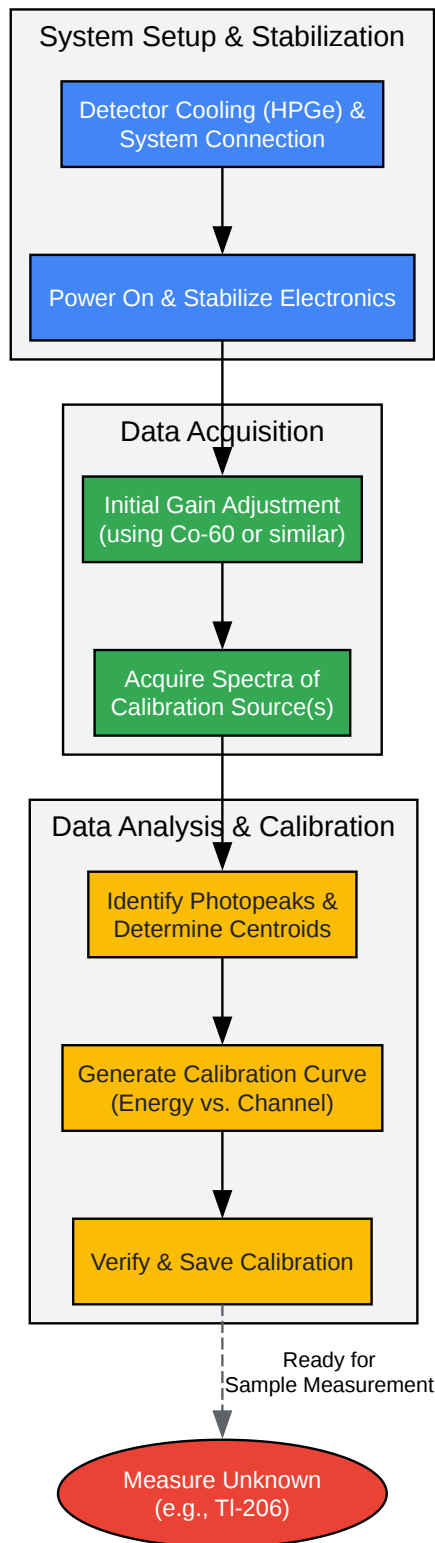 System Setup & Stabilization
Detector Cooling (HPGe) &
System Connection
Power On & Stabilize Electronics
Data Acquisition
Initial Gain Adjustment
(using Co-60 or similar)
Acquire Spectra of
Calibration Source(s)
Data Analysis & Calibration
Identify Photopeaks &
Determine Centroids
Generate Calibration Curve
(Energy vs. Channel)
Verify & Save Calibration
Ready for
Sample Measurement
Measure Unknown
(e.g., Tl-206)